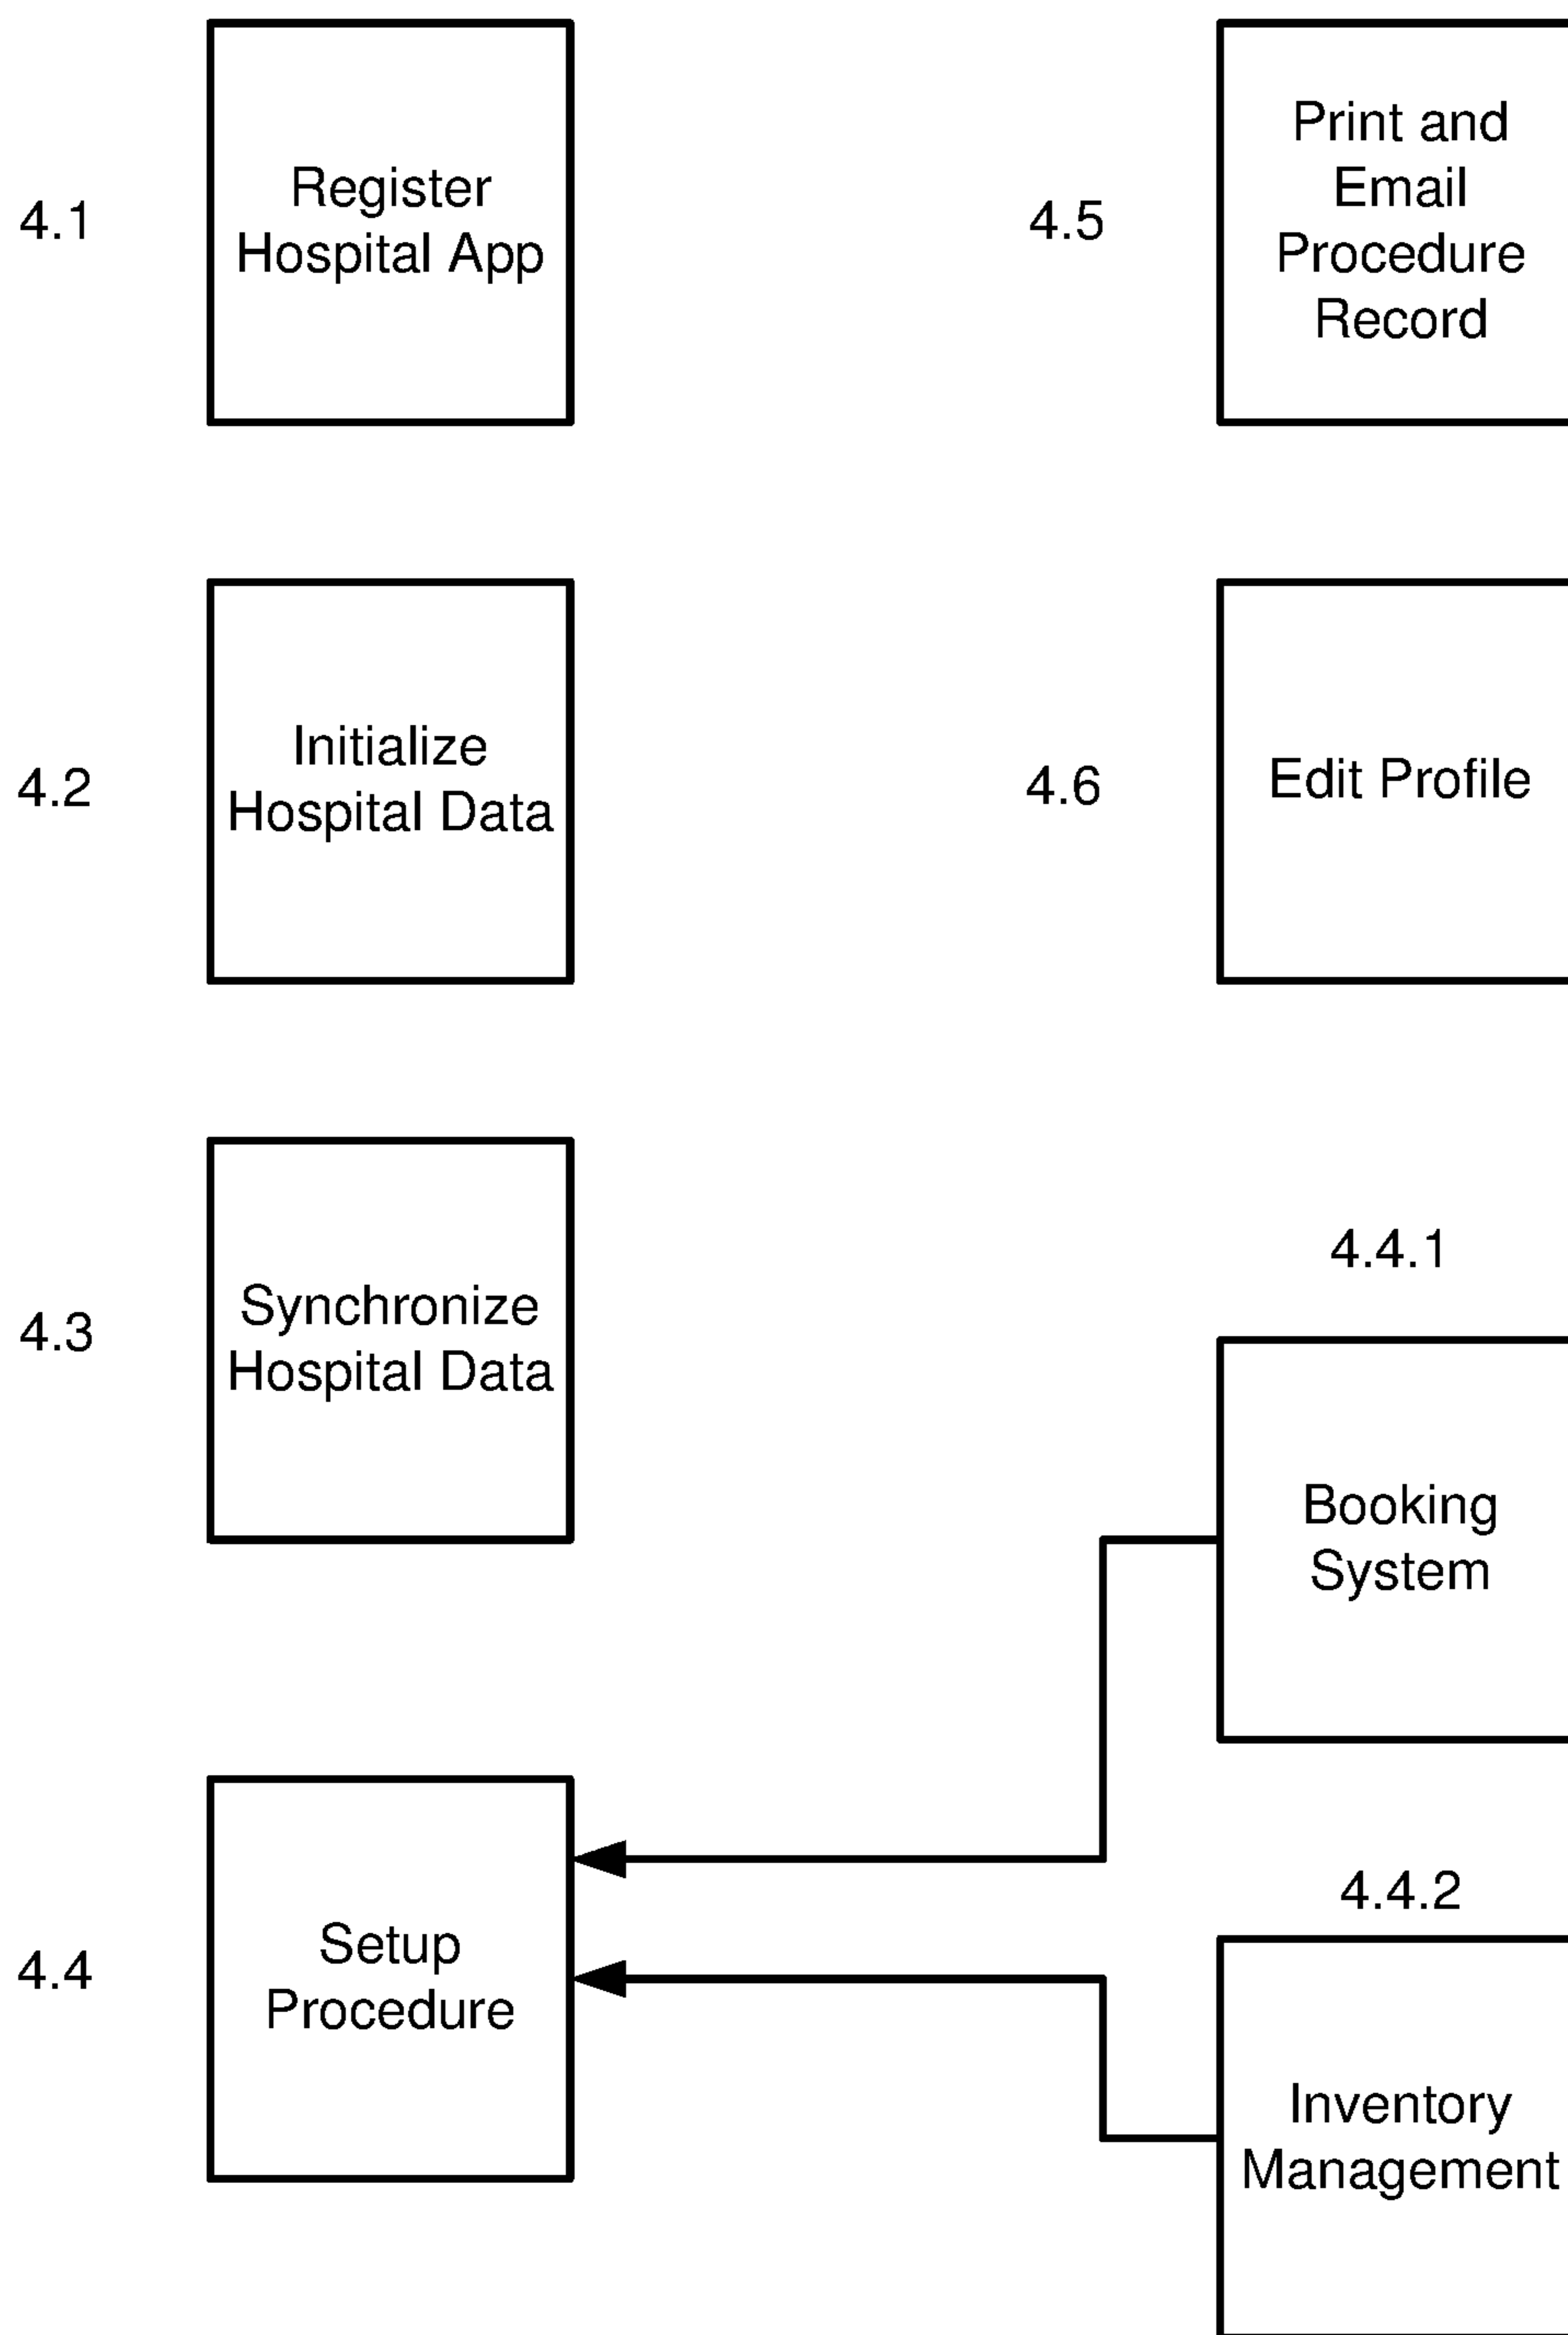 4.1
Register
Hospital App
4.5
Print and
Email
Procedure
Record
4.2
Initialize
Hospital Data
4.6
Edit Profile
4.3
Synchronize
Hospital Data
4.4.1
Booking
System
4.4
Setup
Procedure
4.4.2
Inventory
Management